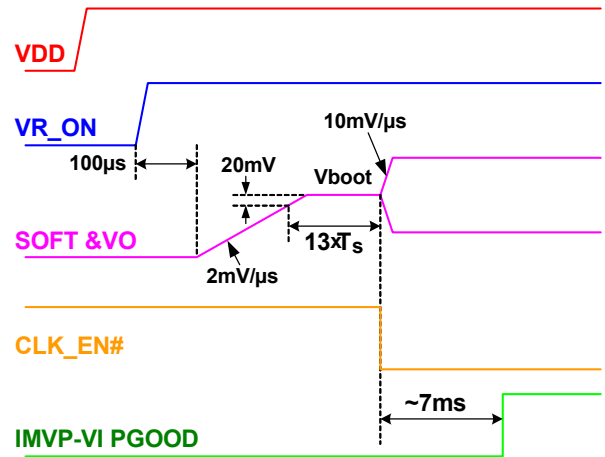 VDD
VR_ON
10mV/µs
100µs
20mV
Vboot
SOFT &VO
2mV/µs
13xTs
CLK_EN#
~7ms
IMVP-VI PGOOD